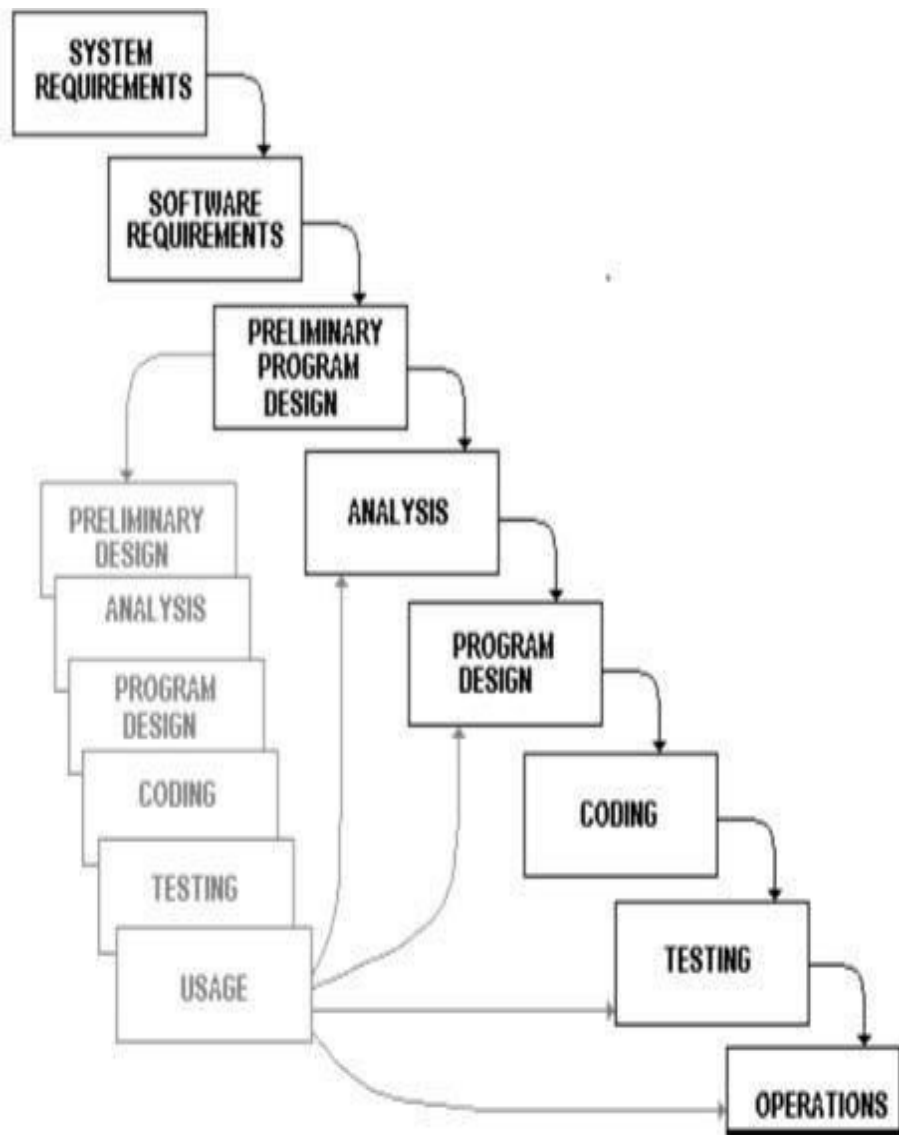 SYSTEM
REQUIREMENTS
SOFTWARE
REQUIREMENTS
PRELIMINARY
PROGRAM
DESIGN
ANALYSIS
PROGRAM
DESIGN
CODING
TESTING
OPERATIONS
PRELIMINARY
DESIGN
ANALYSIS
PROGRAM
DESIGN
CODING
TESTING
USAGE